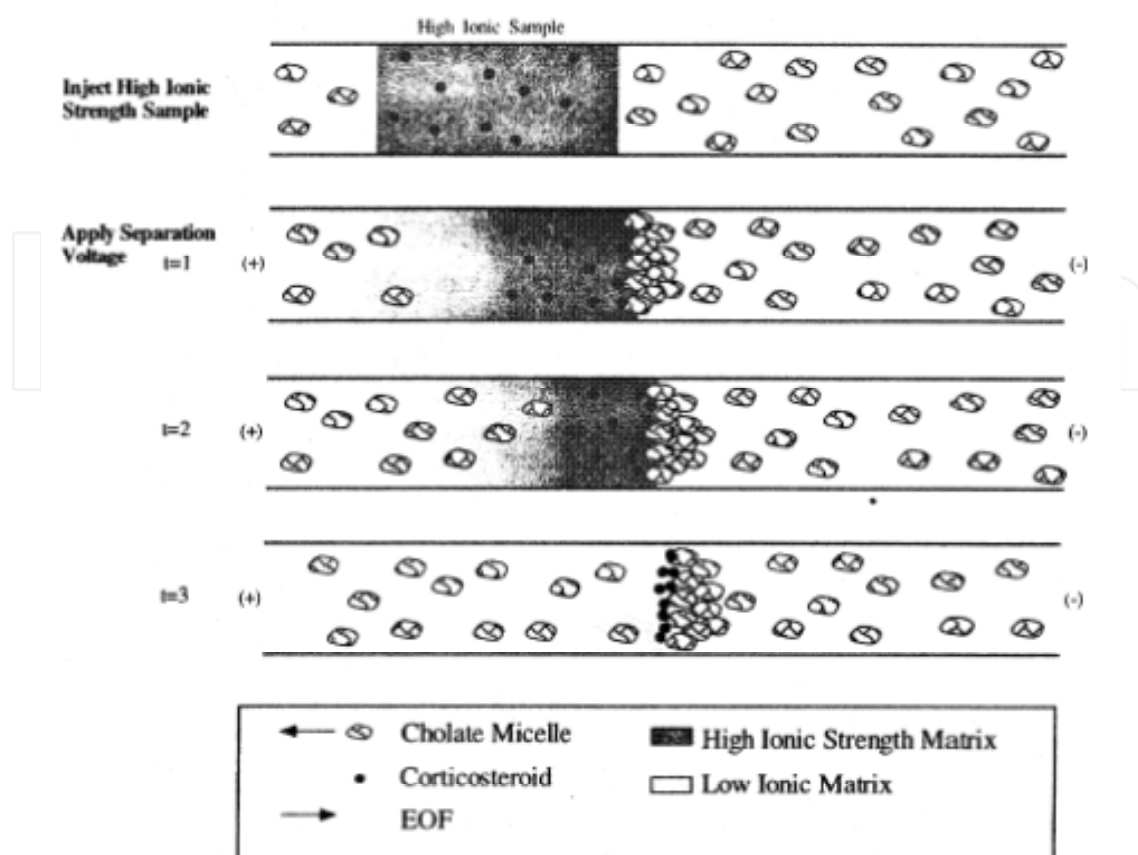 High Ionic Sample
Inject High Ionic
Strength Sample
Apply Separation
Voltage
t=1
(+)
(-)
t=2
(+)
(-)
t=3
(+)
(-)
Cholate Micelle
High Ionic Strength Matrix
Corticosteroid
Low Ionic Matrix
EOF